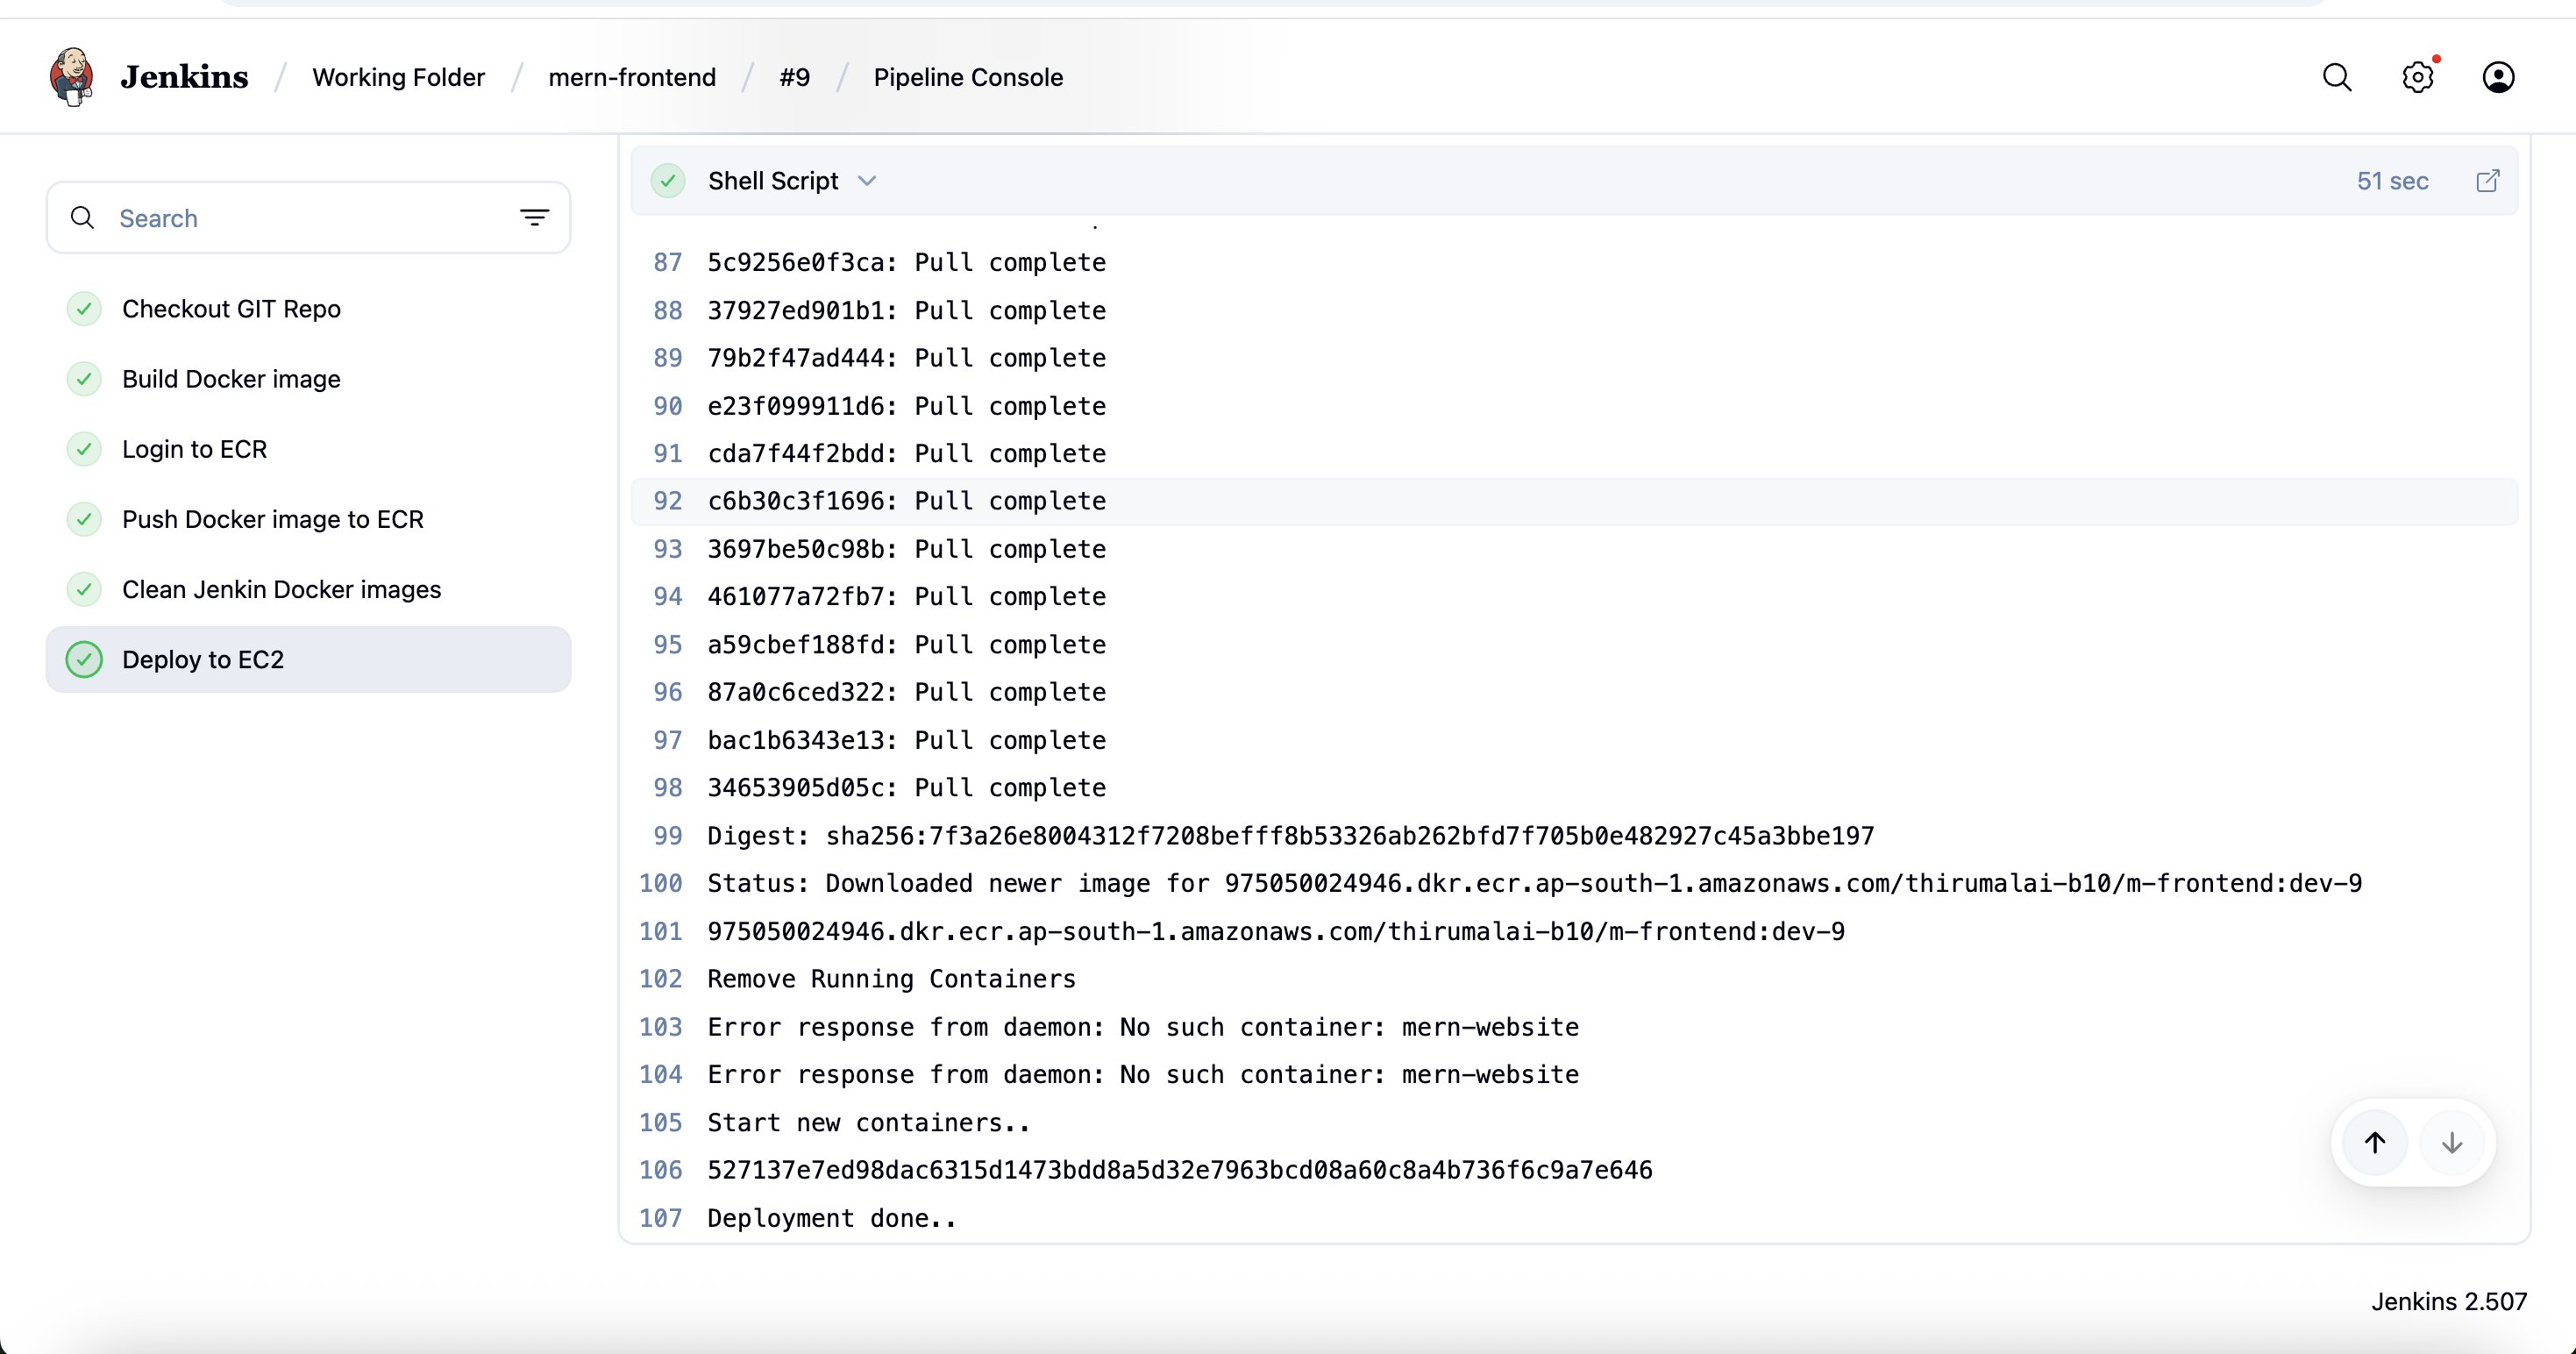 Jenkins / Working Folder / mern-frontend / #9 / Pipeline Console
Search
Checkout GIT Repo
Build Docker image
Login to ECR
Push Docker image to ECR
Clean Jenkin Docker images
Deploy to EC2
Shell Script 51 sec
87 5c9256e0f3ca: Pull complete
88 37927ed901b1: Pull complete
89 79b2f47ad444: Pull complete
90 e23f099911d6: Pull complete
91 cda7f44f2bdd: Pull complete
92 c6b30c3f1696: Pull complete
93 3697be50c98b: Pull complete
94 461077a72fb7: Pull complete
95 a59cbef188fd: Pull complete
96 87a0c6ced322: Pull complete
97 bac1b6343e13: Pull complete
98 34653905d05c: Pull complete
99 Digest: sha256:7f3a26e8004312f7208befff8b53326ab262bfd7f705b0e482927c45a3bbe197
100 Status: Downloaded newer image for 975050024946.dkr.ecr.ap-south-1.amazonaws.com/thirumalai-b10/m-frontend:dev-9
101 975050024946.dkr.ecr.ap-south-1.amazonaws.com/thirumalai-b10/m-frontend:dev-9
102 Remove Running Containers
103 Error response from daemon: No such container: mern-website
104 Error response from daemon: No such container: mern-website
105 Start new containers..
106 527137e7ed98dac6315d1473bdd8a5d32e7963bcd08a60c8a4b736f6c9a7e646
107 Deployment done..
Jenkins 2.507